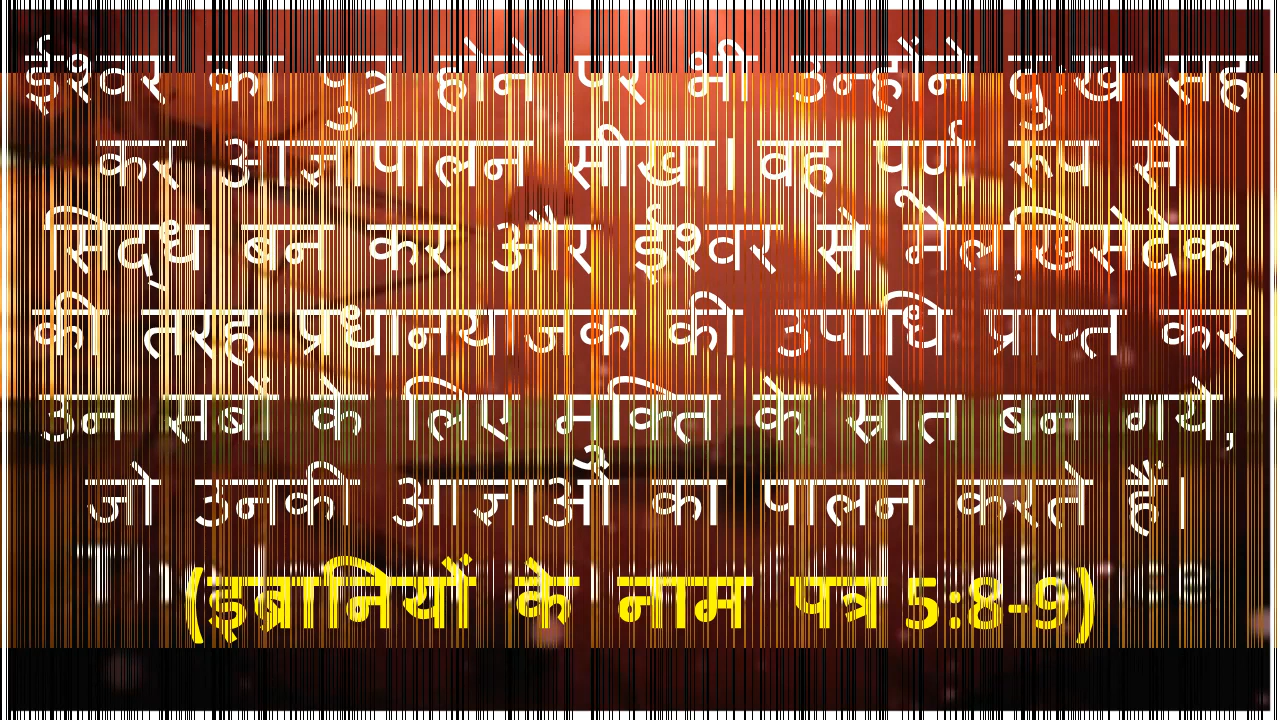 ईश्वर का पुत्र होने पर भी उन्होंने दुःख सह
कर आज्ञापालन सीखा। वह पूर्ण रूप से
सिद्ध बन कर और ईश्वर से मेलख़िसेदेक
की तरह प्रधानयाजक की उपाधि प्राप्त कर
उन सबों के लिए मुक्ति के स्रोत बन गये,
जो उनकी आज्ञाओं का पालन करते हैं।
(इब्रानियों के नाम पत्र 5:8-9)